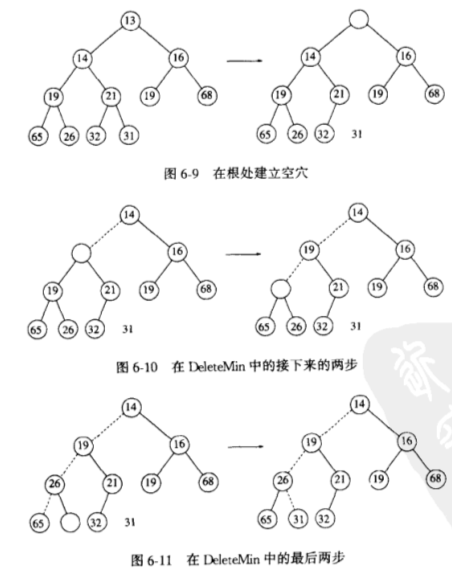 13
14 16 14 16
19 21 19 68 19 21 19 68
65 26 32 31 65 26 32 31
图 6-9 在根处建立空穴
14 14
16 19 16
19 21 19 68 21 19 68
65 26 32 31 65 26 32 31
图 6-10 在 DeleteMin 中的接下来的两步
14 14
19 16 19 16
26 21 19 68 26 21 19 68
65 32 31 65 31 32
图 6-11 在 DeleteMin 中的最后两步